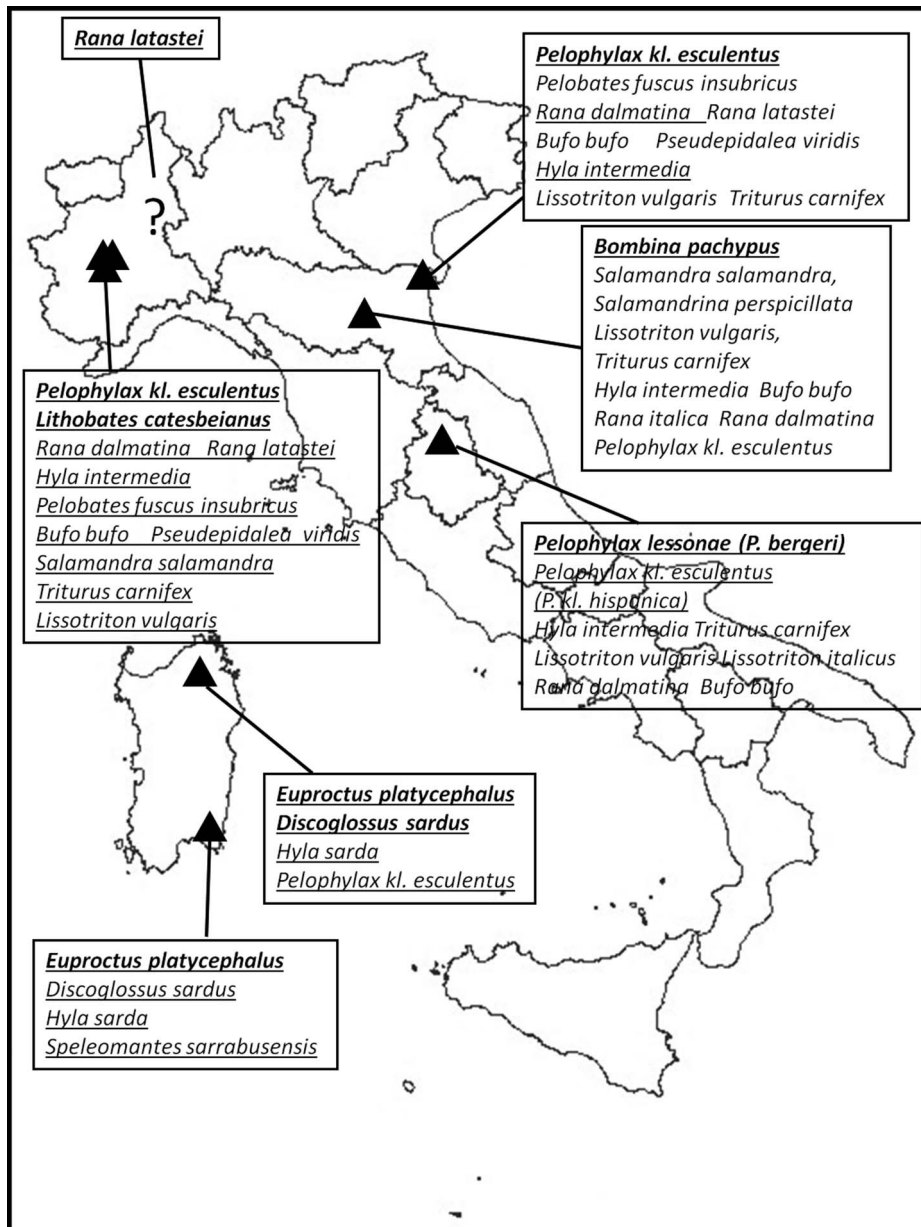 Rana latastei
?
Pelophylax kl. esculentus
Pelobates fuscus insubricus
Rana dalmatina Rana latastei
Bufo bufo Pseudepidalea viridis
Hyla intermedia
Lissotriton vulgaris Triturus carnifex
Bombina pachypus
Salamandra salamandra,
Salamandrina perspicillata
Lissotriton vulgaris,
Triturus carnifex
Hyla intermedia Bufo bufo
Rana italica Rana dalmatina
Pelophylax kl. esculentus
Pelophylax kl. esculentus
Lithobates catesbeianus
Rana dalmatina Rana latastei
Hyla intermedia
Pelobates fuscus insubricus
Bufo bufo Pseudepidalea viridis
Salamandra salamandra
Triturus carnifex
Lissotriton vulgaris
Pelophylax lessonae (P. bergeri)
Pelophylax kl. esculentus
(P. kl. hispanica)
Hyla intermedia Triturus carnifex
Lissotriton vulgaris Lissotriton italicus
Rana dalmatina Bufo bufo
Euproctus platycephalus
Discoglossus sardus
Hyla sarda
Pelophylax kl. esculentus
Euproctus platycephalus
Discoglossus sardus
Hyla sarda
Speleomantes sarrabusensis